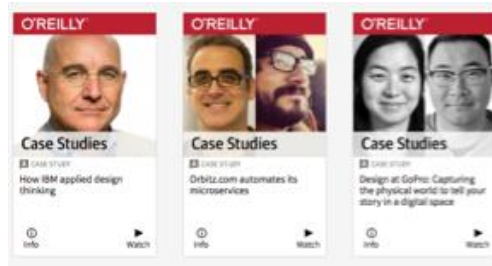 O'REILLY
Case Studies
CASE STUDY
How IBM applied design
thinking
Info
Watch
O'REILLY
Case Studies
CASE STUDY
Orbitz.com automates its
microservices
Info
Watch
O'REILLY
Case Studies
CASE STUDY
Design at GoPro: Capturing
the physical world to tell your
story in a digital space
Info
Watch